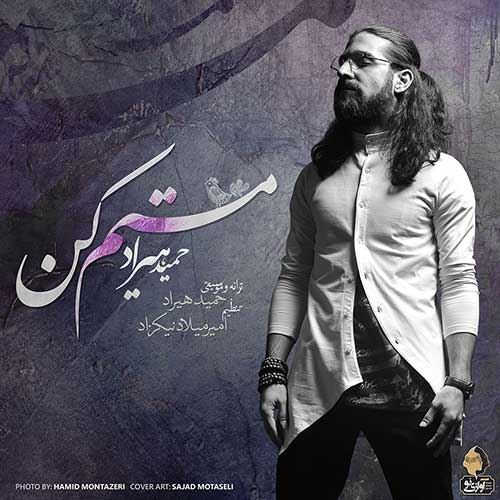 مستم کن
حمید هیراد
ترانه و موسیقی
حمید هیراد
تنظیم
امیر میلاد نیکزاد
PHOTO BY: HAMID MONTAZERI COVER ART: SAJAD MOTASELI